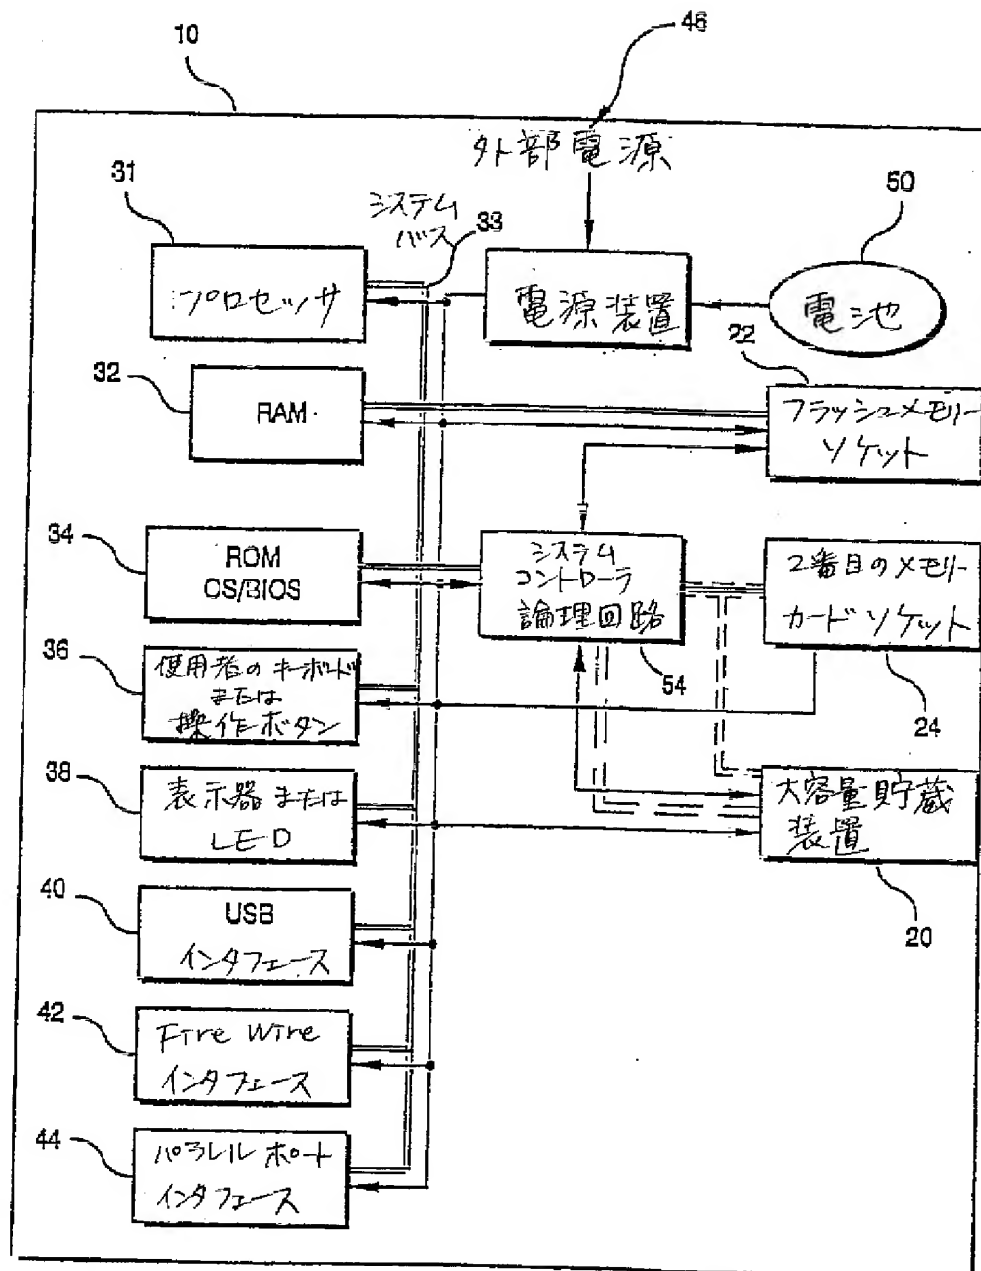 10
46
外部電源
31
システム
バス
33
50
プロセッサ
電源装置
電池
22
32
RAM
フラッシュメモリー
ソケット
34
ROM
OS/BIOS
システム
コントローラ
論理回路
2番目のメモリー
カードソケット
36
使用者のキーボード
または
操作ボタン
54
24
38
表示器または
LED
大容量貯蔵
装置
40
USB
インタフェース
20
42
Fire Wire
インタフェース
44
パラレルポート
インタフェース